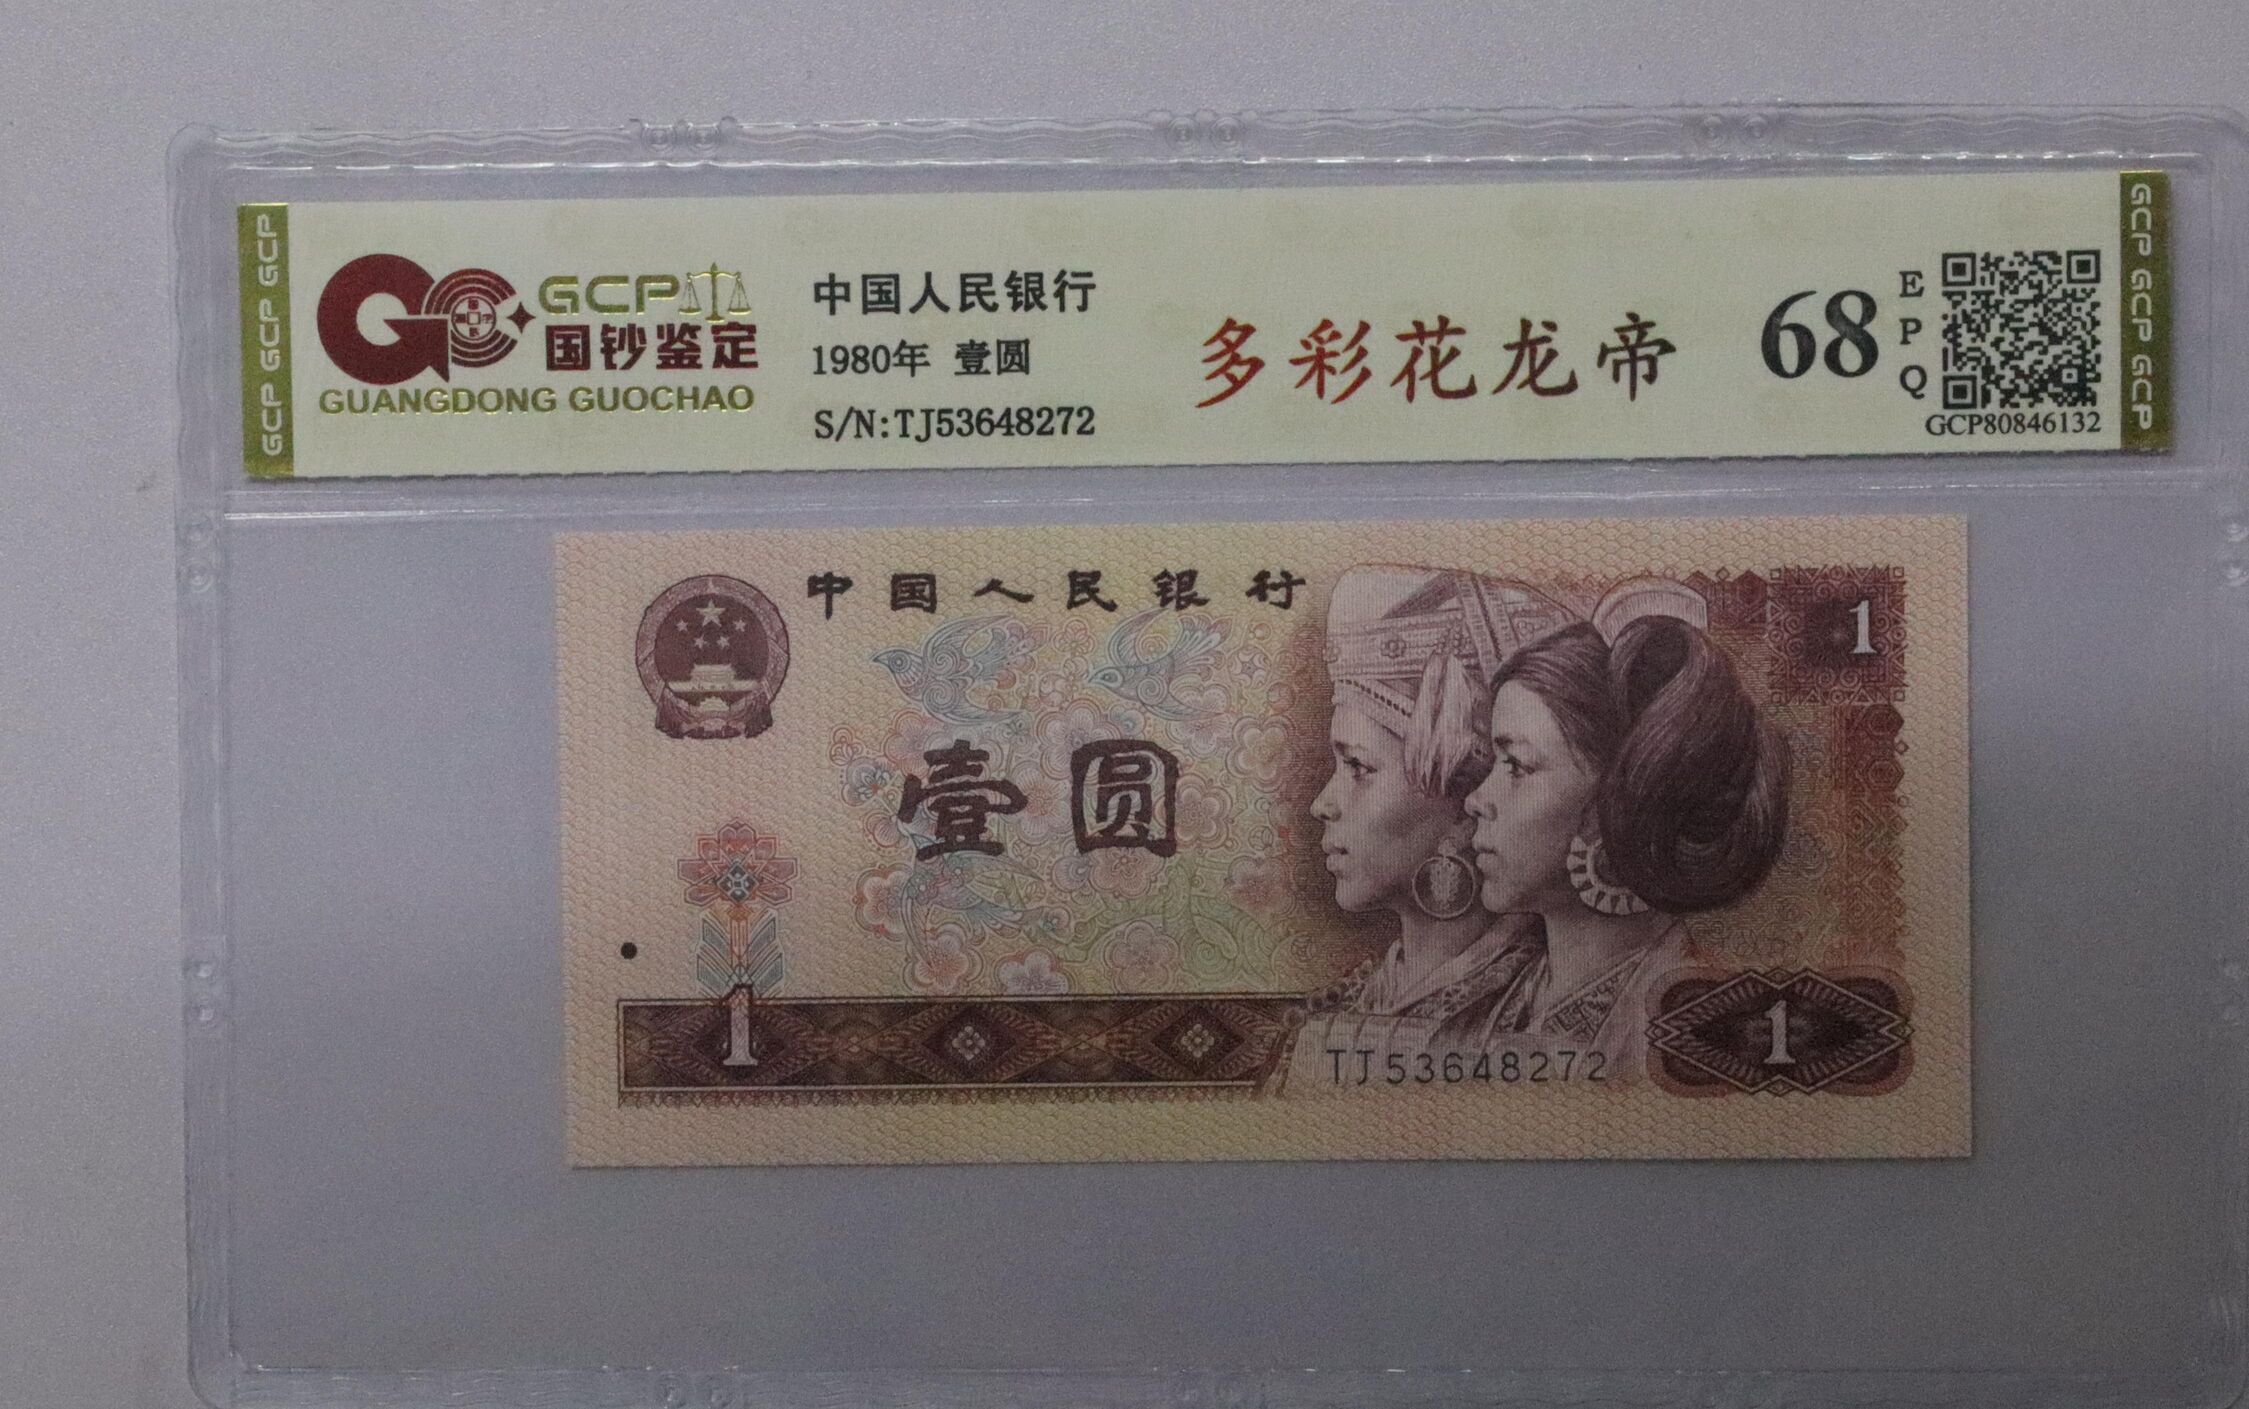 GCP GCP GCP
GCP
国钞鉴定
GUANGDONG GUOCHAO
中国人民银行
1980年 壹圆
S/N:TJ53648272
多彩花龙帝
68
EPQ
GCP80846132
GCP GCP GCP
中国人民银行
1
壹圆
1
TJ53648272
1